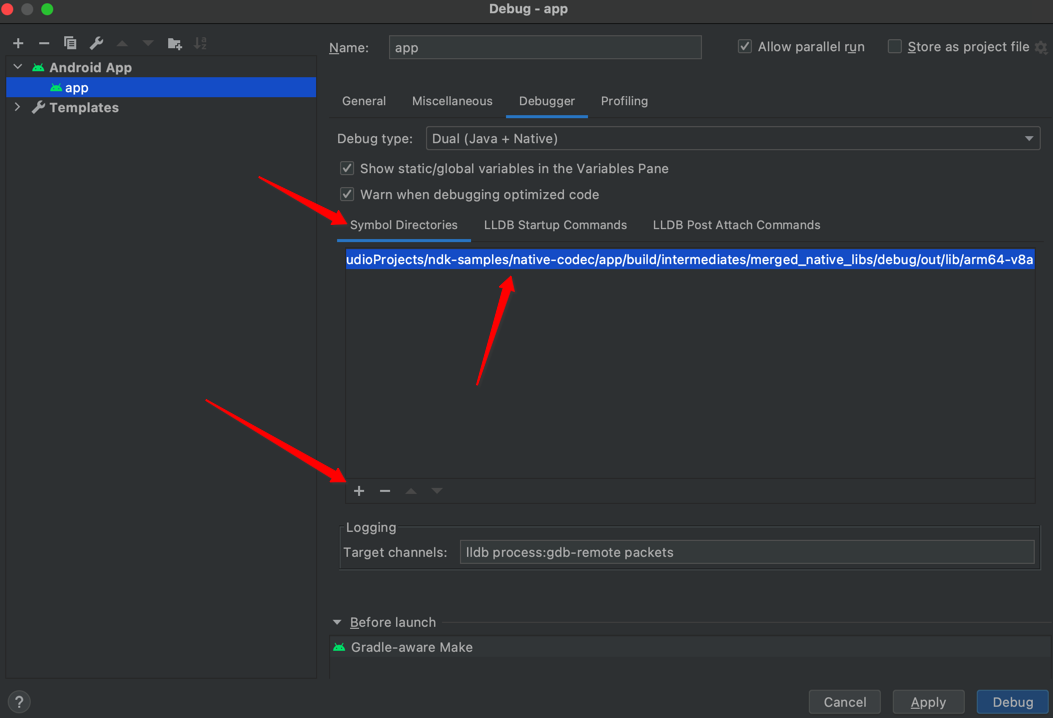 Debug - app
Name:
app
Allow parallel run
Store as project file
Android App
app
Templates
General
Miscellaneous
Debugger
Profiling
Debug type:
Dual (Java + Native)
Show static/global variables in the Variables Pane
Warn when debugging optimized code
Symbol Directories
LLDB Startup Commands
LLDB Post Attach Commands
udioProjects/ndk-samples/native-codec/app/build/intermediates/merged_native_libs/debug/out/lib/arm64-v8a
Logging
Target channels:
lldb process:gdb-remote packets
Before launch
Gradle-aware Make
?
Cancel
Apply
Debug